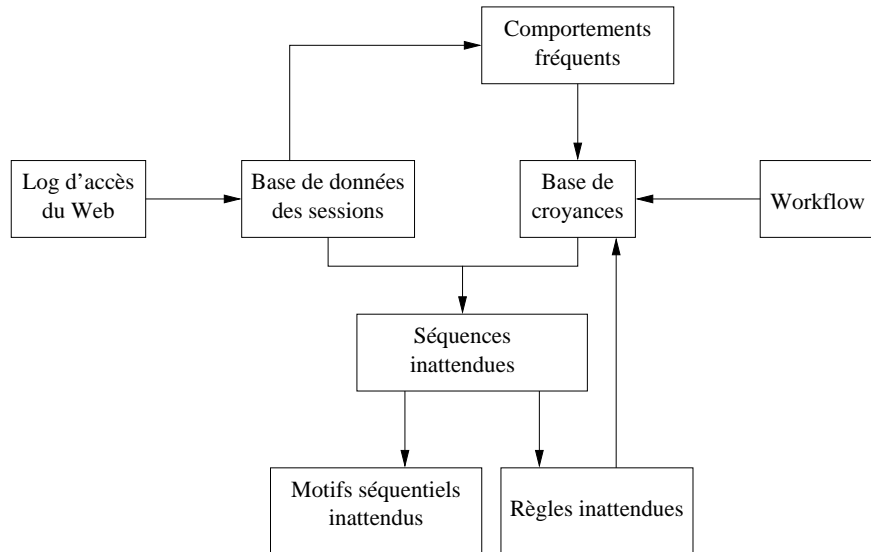 Comportements
fréquents
Log d'accès
du Web
Base de données
des sessions
Base de
croyances
Workflow
Séquences
inattendues
Motifs séquentiels
inattendus
Règles inattendues